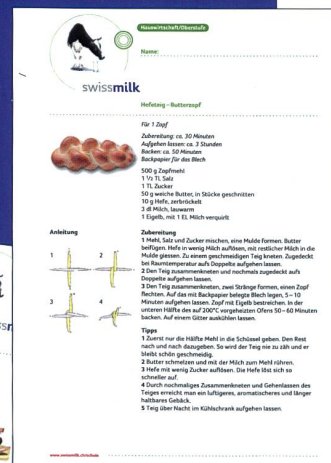 Hauswirtschaft/Oberstufe
Name:
swissmilk
Hefeteig – Butterzopf
Für 1 Zopf
Zubereitung: ca. 30 Minuten
Aufgehen lassen: ca. 3 Stunden
Backen: ca. 50 Minuten
Backpapier für das Blech
500 g Zopfmehl
1 ½ TL Salz
1 TL Zucker
50 g weiche Butter, in Stücke geschnitten
10 g Hefe, zerbröckelt
3 dl Milch, lauwarm
1 Eigelb, mit 1 EL Milch verquirlt
Anleitung
1 2
3 4
Zubereitung
1 Mehl, Salz und Zucker mischen, eine Mulde formen. Butter
beifügen. Hefe in wenig Milch auflösen, mit restlicher Milch in die
Mulde giessen. Zu einem geschmeidigen Teig kneten. Zugedeckt
bei Raumtemperatur aufs Doppelte aufgehen lassen.
2 Den Teig zusammenkneten und nochmals zugedeckt aufs
Doppelte aufgehen lassen.
3 Den Teig zusammenkneten, zwei Stränge formen, einen Zopf
flechten. Auf das mit Backpapier belegte Blech legen, 5–10
Minuten aufgehen lassen. Zopf mit Eigelb bestreichen. In der
unteren Hälfte des auf 200°C vorgeheizten Ofens 50–60 Minuten
backen. Auf einem Gitter auskühlen lassen.
Tipps
1 Zuerst nur die Hälfte Mehl in die Schüssel geben. Den Rest
nach und nach dazugeben. So wird der Teig nie zu zäh und er
bleibt schön geschmeidig.
2 Butter schmelzen und mit der Milch zum Mehl rühren.
3 Hefe mit wenig Zucker auflösen. Die Hefe löst sich so
schneller auf.
4 Durch nochmaliges Zusammenkneten und Gehenlassen des
Teiges erreicht man ein luftigeres, aromatischeres und länger
haltbares Gebäck.
5 Teig über Nacht im Kühlschrank aufgehen lassen.